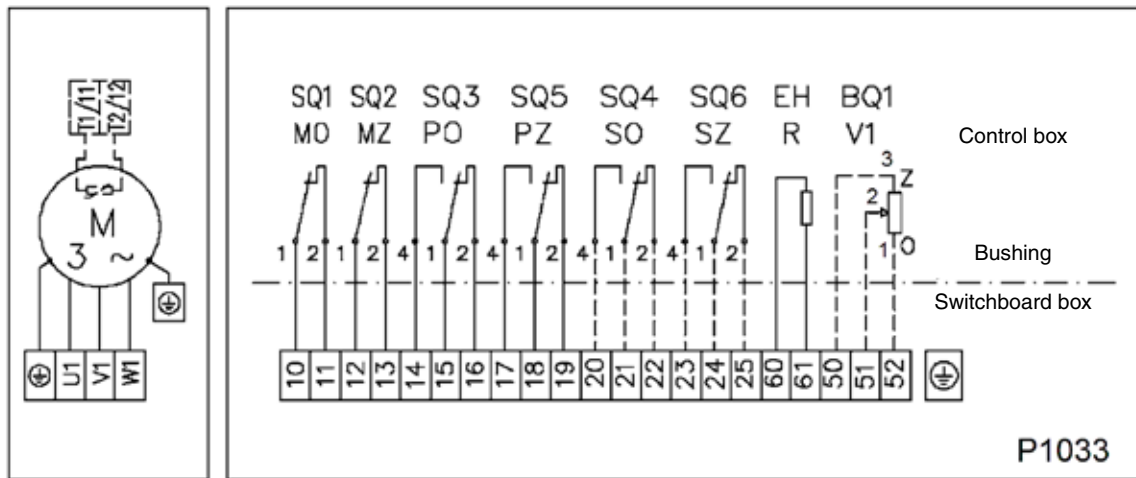 T1/11
T2/12
M
3 ~
U1
V1
W1
SQ1 SQ2 SQ3 SQ5 SQ4 SQ6 EH BQ1
MO MZ PO PZ SO SZ R V1
Control box
3
Z
2
1 2 1 2 4 1 2 4 1 2 4 1 2 4 1 2
1 O
Bushing
Switchboard box
10 11 12 13 14 15 16 17 18 19 20 21 22 23 24 25 60 61 50 51 52
P1033